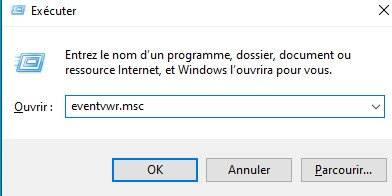 Exécuter
Entrez le nom d'un programme, dossier, document ou
ressource Internet, et Windows l'ouvrira pour vous.
Ouvrir : eventvwr.msc
OK Annuler Parcourir...